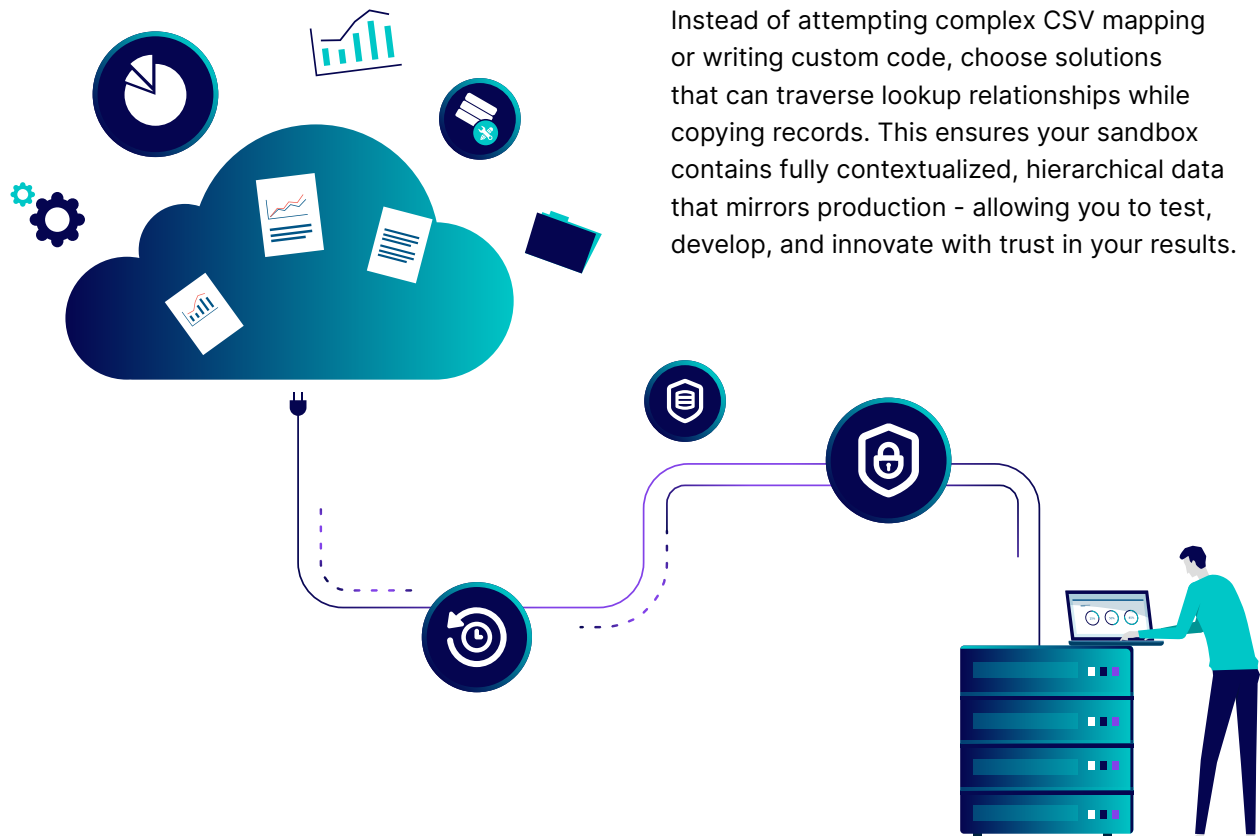 Instead of attempting complex CSV mapping
or writing custom code, choose solutions
that can traverse lookup relationships while
copying records. This ensures your sandbox
contains fully contextualized, hierarchical data
that mirrors production - allowing you to test,
develop, and innovate with trust in your results.